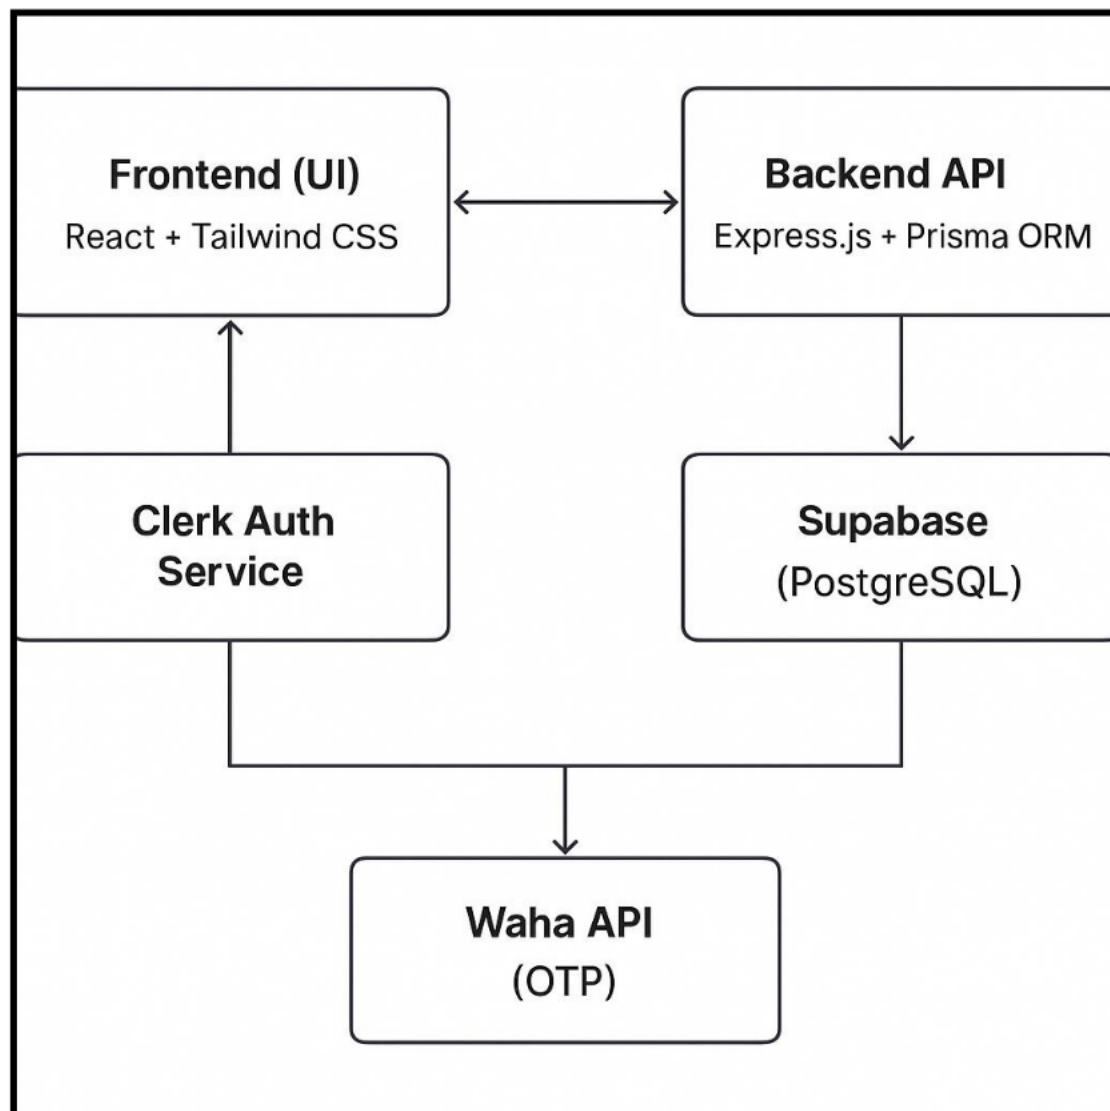 Frontend (UI)
React + Tailwind CSS
Backend API
Express.js + Prisma ORM
Clerk Auth
Service
Supabase
(PostgreSQL)
Waha API
(OTP)